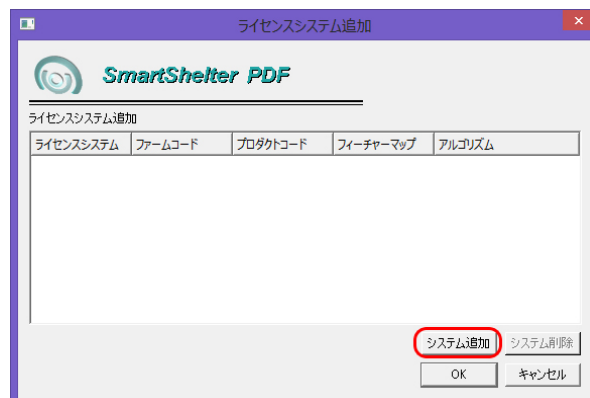 ライセンスシステム追加
SmartShelter PDF
ライセンスシステム追加
ライセンスシステム ファームコード プロダクトコード フィーチャーマップ アルゴリズム
システム追加 システム削除
OK キャンセル